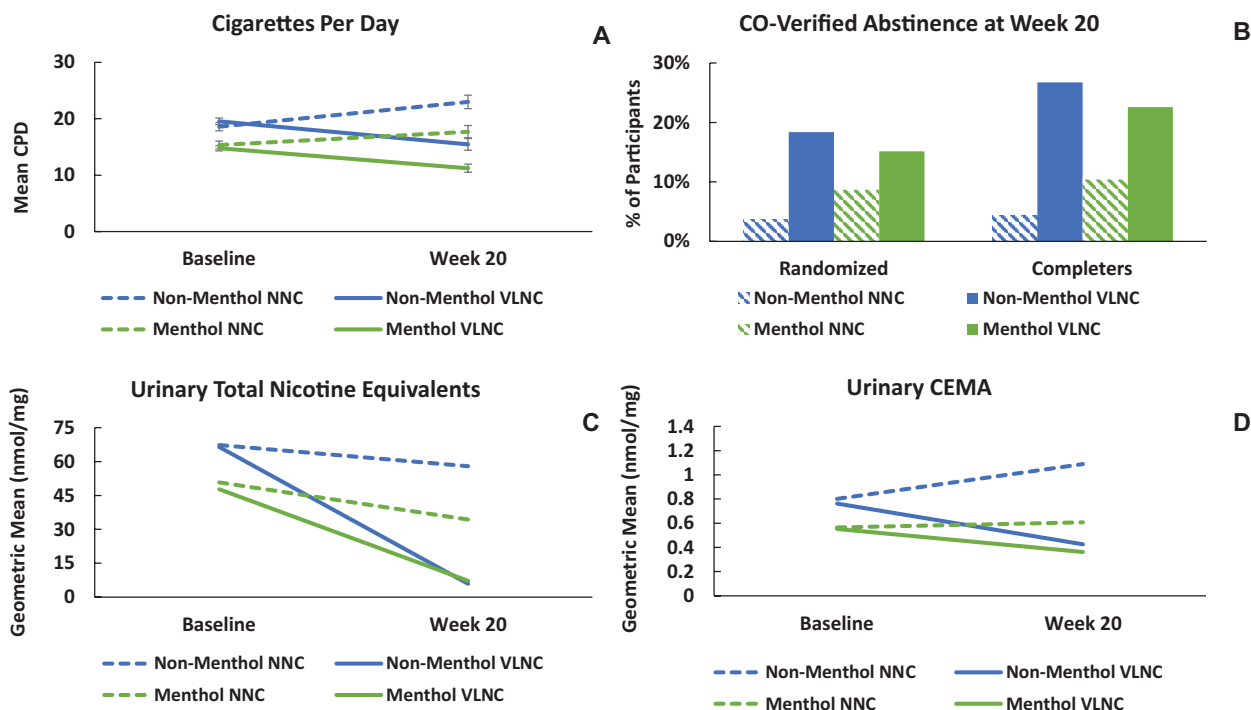 Cigarettes Per Day
A
Mean CPD
30
20
10
0
Baseline
Week 20
Non-Menthol NNC
Non-Menthol VLNC
Menthol NNC
Menthol VLNC
CO-Verified Abstinence at Week 20
B
% of Participants
30%
20%
10%
0%
Randomized
Completers
Non-Menthol NNC
Non-Menthol VLNC
Menthol NNC
Menthol VLNC
Urinary Total Nicotine Equivalents
C
Geometric Mean (nmol/mg)
75
60
45
30
15
0
Baseline
Week 20
Non-Menthol NNC
Non-Menthol VLNC
Menthol NNC
Menthol VLNC
Urinary CEMA
D
Geometric Mean (nmol/mg)
1.4
1.2
1
0.8
0.6
0.4
0.2
0
Baseline
Week 20
Non-Menthol NNC
Non-Menthol VLNC
Menthol NNC
Menthol VLNC